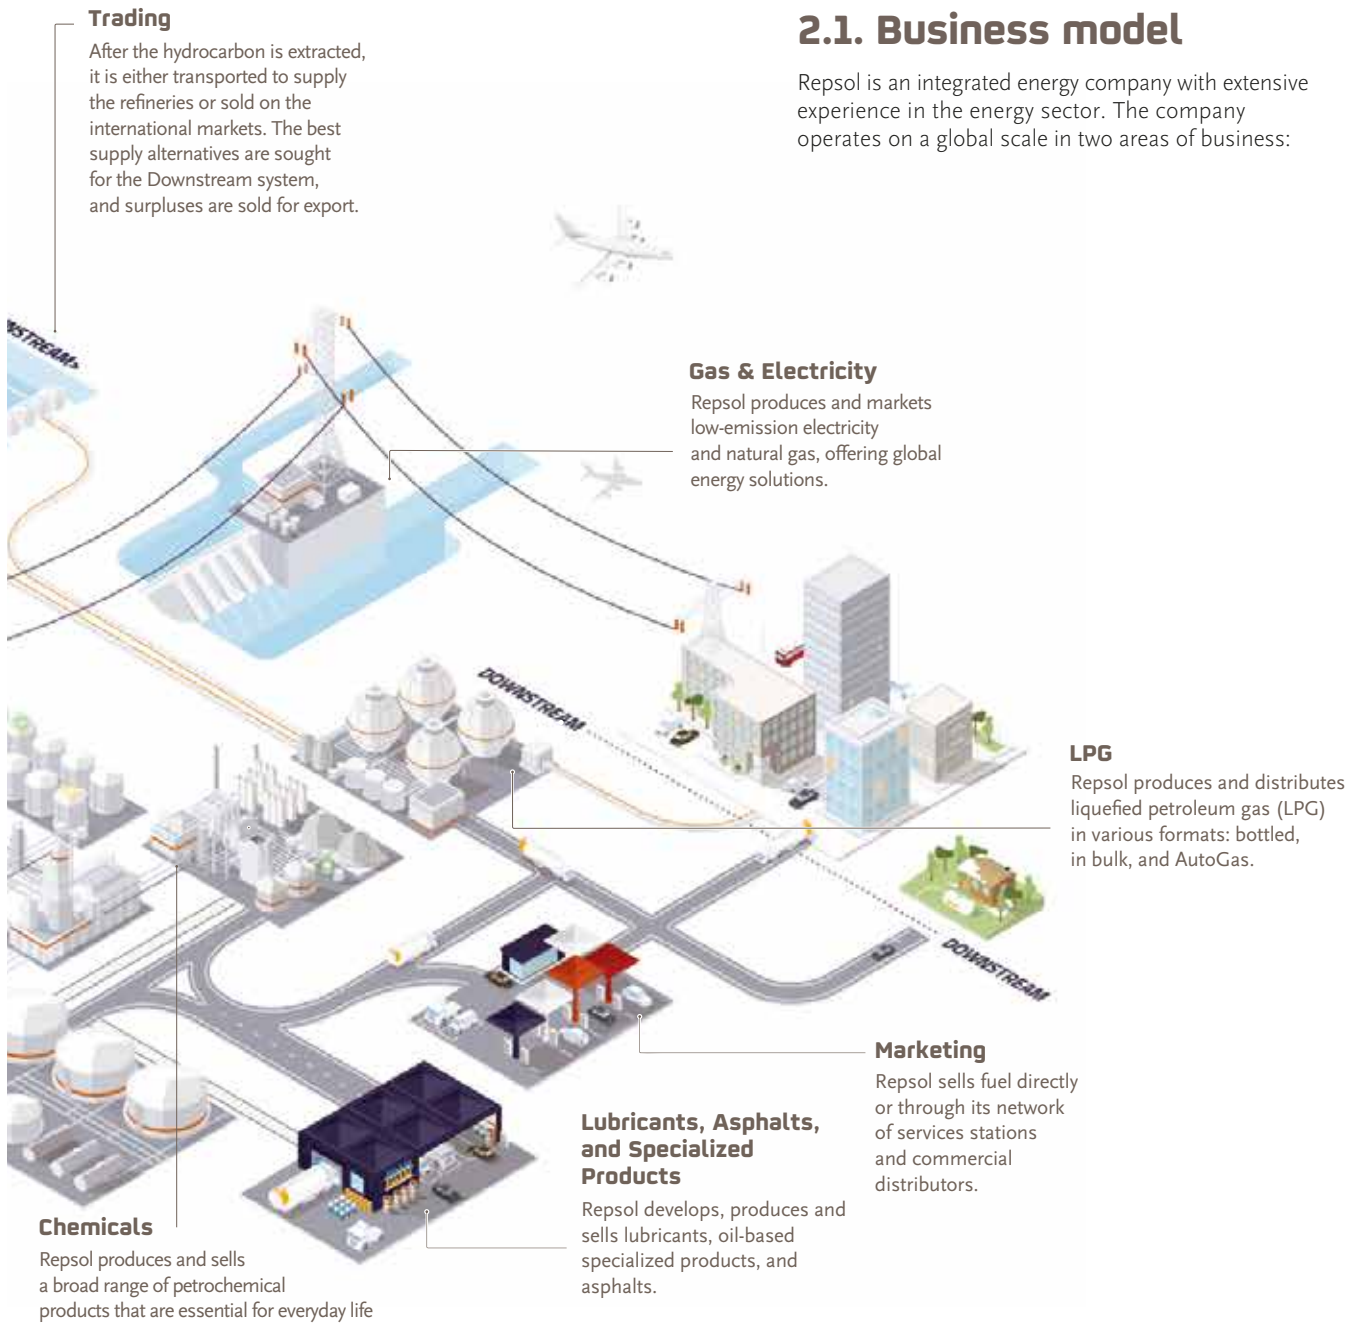 Trading
After the hydrocarbon is extracted,
it is either transported to supply
the refineries or sold on the
international markets. The best
supply alternatives are sought
for the Downstream system,
and surpluses are sold for export.
2.1. Business model
Repsol is an integrated energy company with extensive
experience in the energy sector. The company
operates on a global scale in two areas of business:
NSTREAM>
Gas & Electricity
Repsol produces and markets
low-emission electricity
and natural gas, offering global
energy solutions.
DOWNSTREAM
LPG
Repsol produces and distributes
liquefied petroleum gas (LPG)
in various formats: bottled,
in bulk, and AutoGas.
DOWNSTREAM
Marketing
Repsol sells fuel directly
or through its network
of services stations
and commercial
distributors.
Lubricants, Asphalts,
and Specialized
Products
Repsol develops, produces and
sells lubricants, oil-based
specialized products, and
asphalts.
Chemicals
Repsol produces and sells
a broad range of petrochemical
products that are essential for everyday life